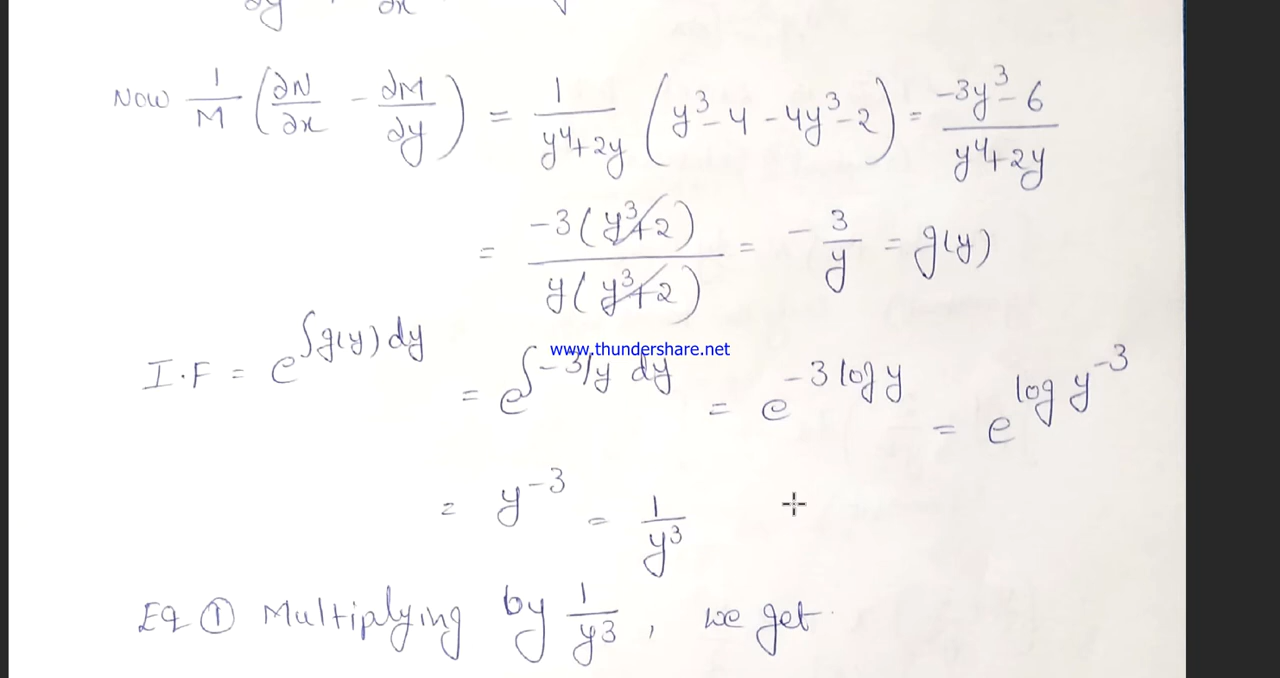 ∂y ∂x
Now 1/M (∂N/∂x - ∂M/∂y) = 1/(y⁴+2y) (y³-4-4y³-2) = (-3y³-6)/(y⁴+2y)
= -3(y³+2)/y(y³+2) = -3/y = g(y)
www.thundershare.net
I.F = e^∫g(y)dy = e^∫-3/y dy = e^-3 log y = e^log y^-3
= y^-3 = 1/y³
Eq ① Multiplying by 1/y³, we get.